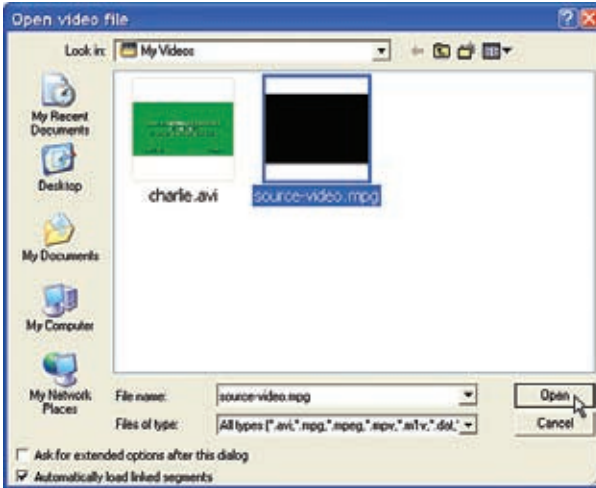 Open video file
Look in: My Videos
My Recent
Documents
Desktop
My Documents
My Computer
My Network
Places
charlie.avi
source-video.mpg
File name: source-video.mpg Open
Files of type: All types (*.avi,*.mpg,*.mpeg,*.mpv,*.m1v,*.dat,* Cancel
Ask for extended options after this dialog
Automatically load linked segments